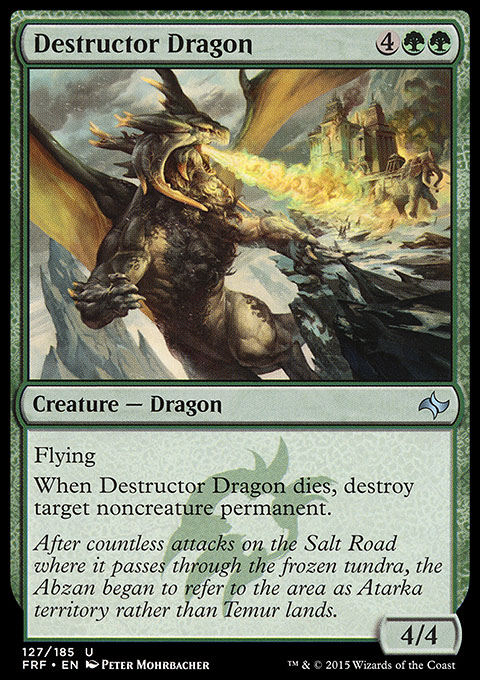 Destructor Dragon 4
Creature — Dragon
Flying
When Destructor Dragon dies, destroy
target noncreature permanent.
After countless attacks on the Salt Road
where it passes through the frozen tundra, the
Abzan began to refer to the area as Atarka
territory rather than Temur lands.
4/4
127/185 U
FRF • EN Peter Mohrbacher
™ & © 2015 Wizards of the Coast